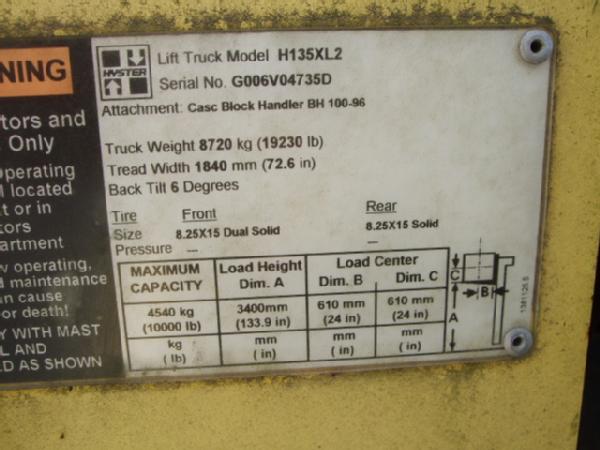 NING
tors and
Only
Operating
located
t or in
tors
partment
w operating,
d maintenance
n can cause
or death!
Y WITH MAST
L AND
D AS SHOWN
HYSTER
Lift Truck Model H135XL2
Serial No. G006V04735D
Attachment: Casc Block Handler BH 100-96
Truck Weight 8720 kg (19230 lb)
Tread Width 1840 mm (72.6 in)
Back Tilt 6 Degrees
Tire Front Rear
Size 8.25X15 Dual Solid 8.25X15 Solid
Pressure --- ---
MAXIMUM CAPACITY
Load Height Dim. A
Load Center
Dim. B Dim. C
4540 kg 3400mm 610 mm 610 mm
(10000 lb) (133.9 in) (24 in) (24 in)
kg mm mm mm
( lb) ( in) ( in) ( in)
C
B
A